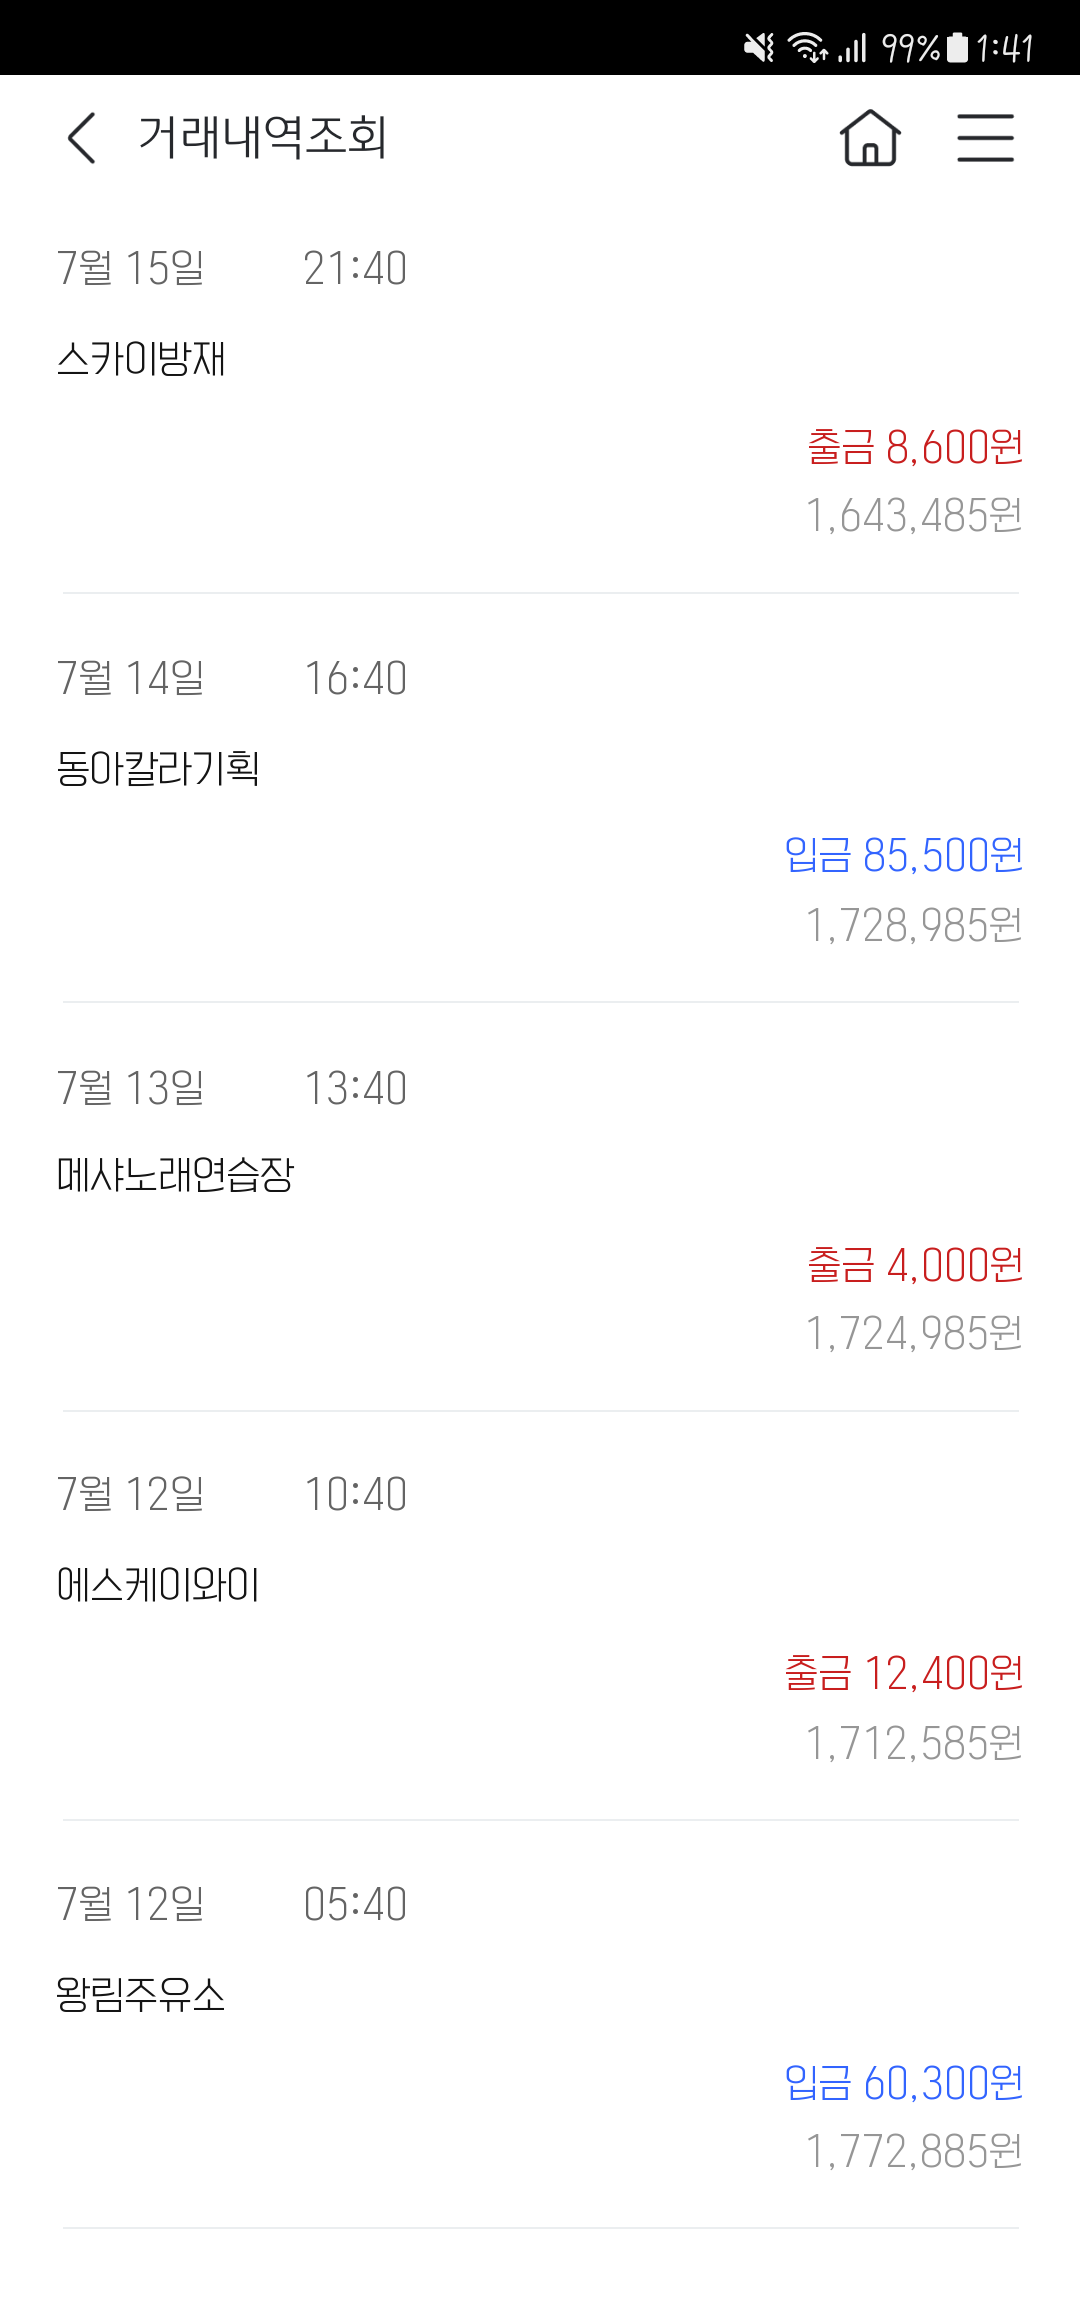 99% 1:41
거래내역조회
7월 15일 21:40
스카이방재
출금 8,600원
1,643,485원
7월 14일 16:40
동아칼라기획
입금 85,500원
1,728,985원
7월 13일 13:40
메샤노래연습장
출금 4,000원
1,724,985원
7월 12일 10:40
에스케이와이
출금 12,400원
1,712,585원
7월 12일 05:40
왕림주유소
입금 60,300원
1,772,885원